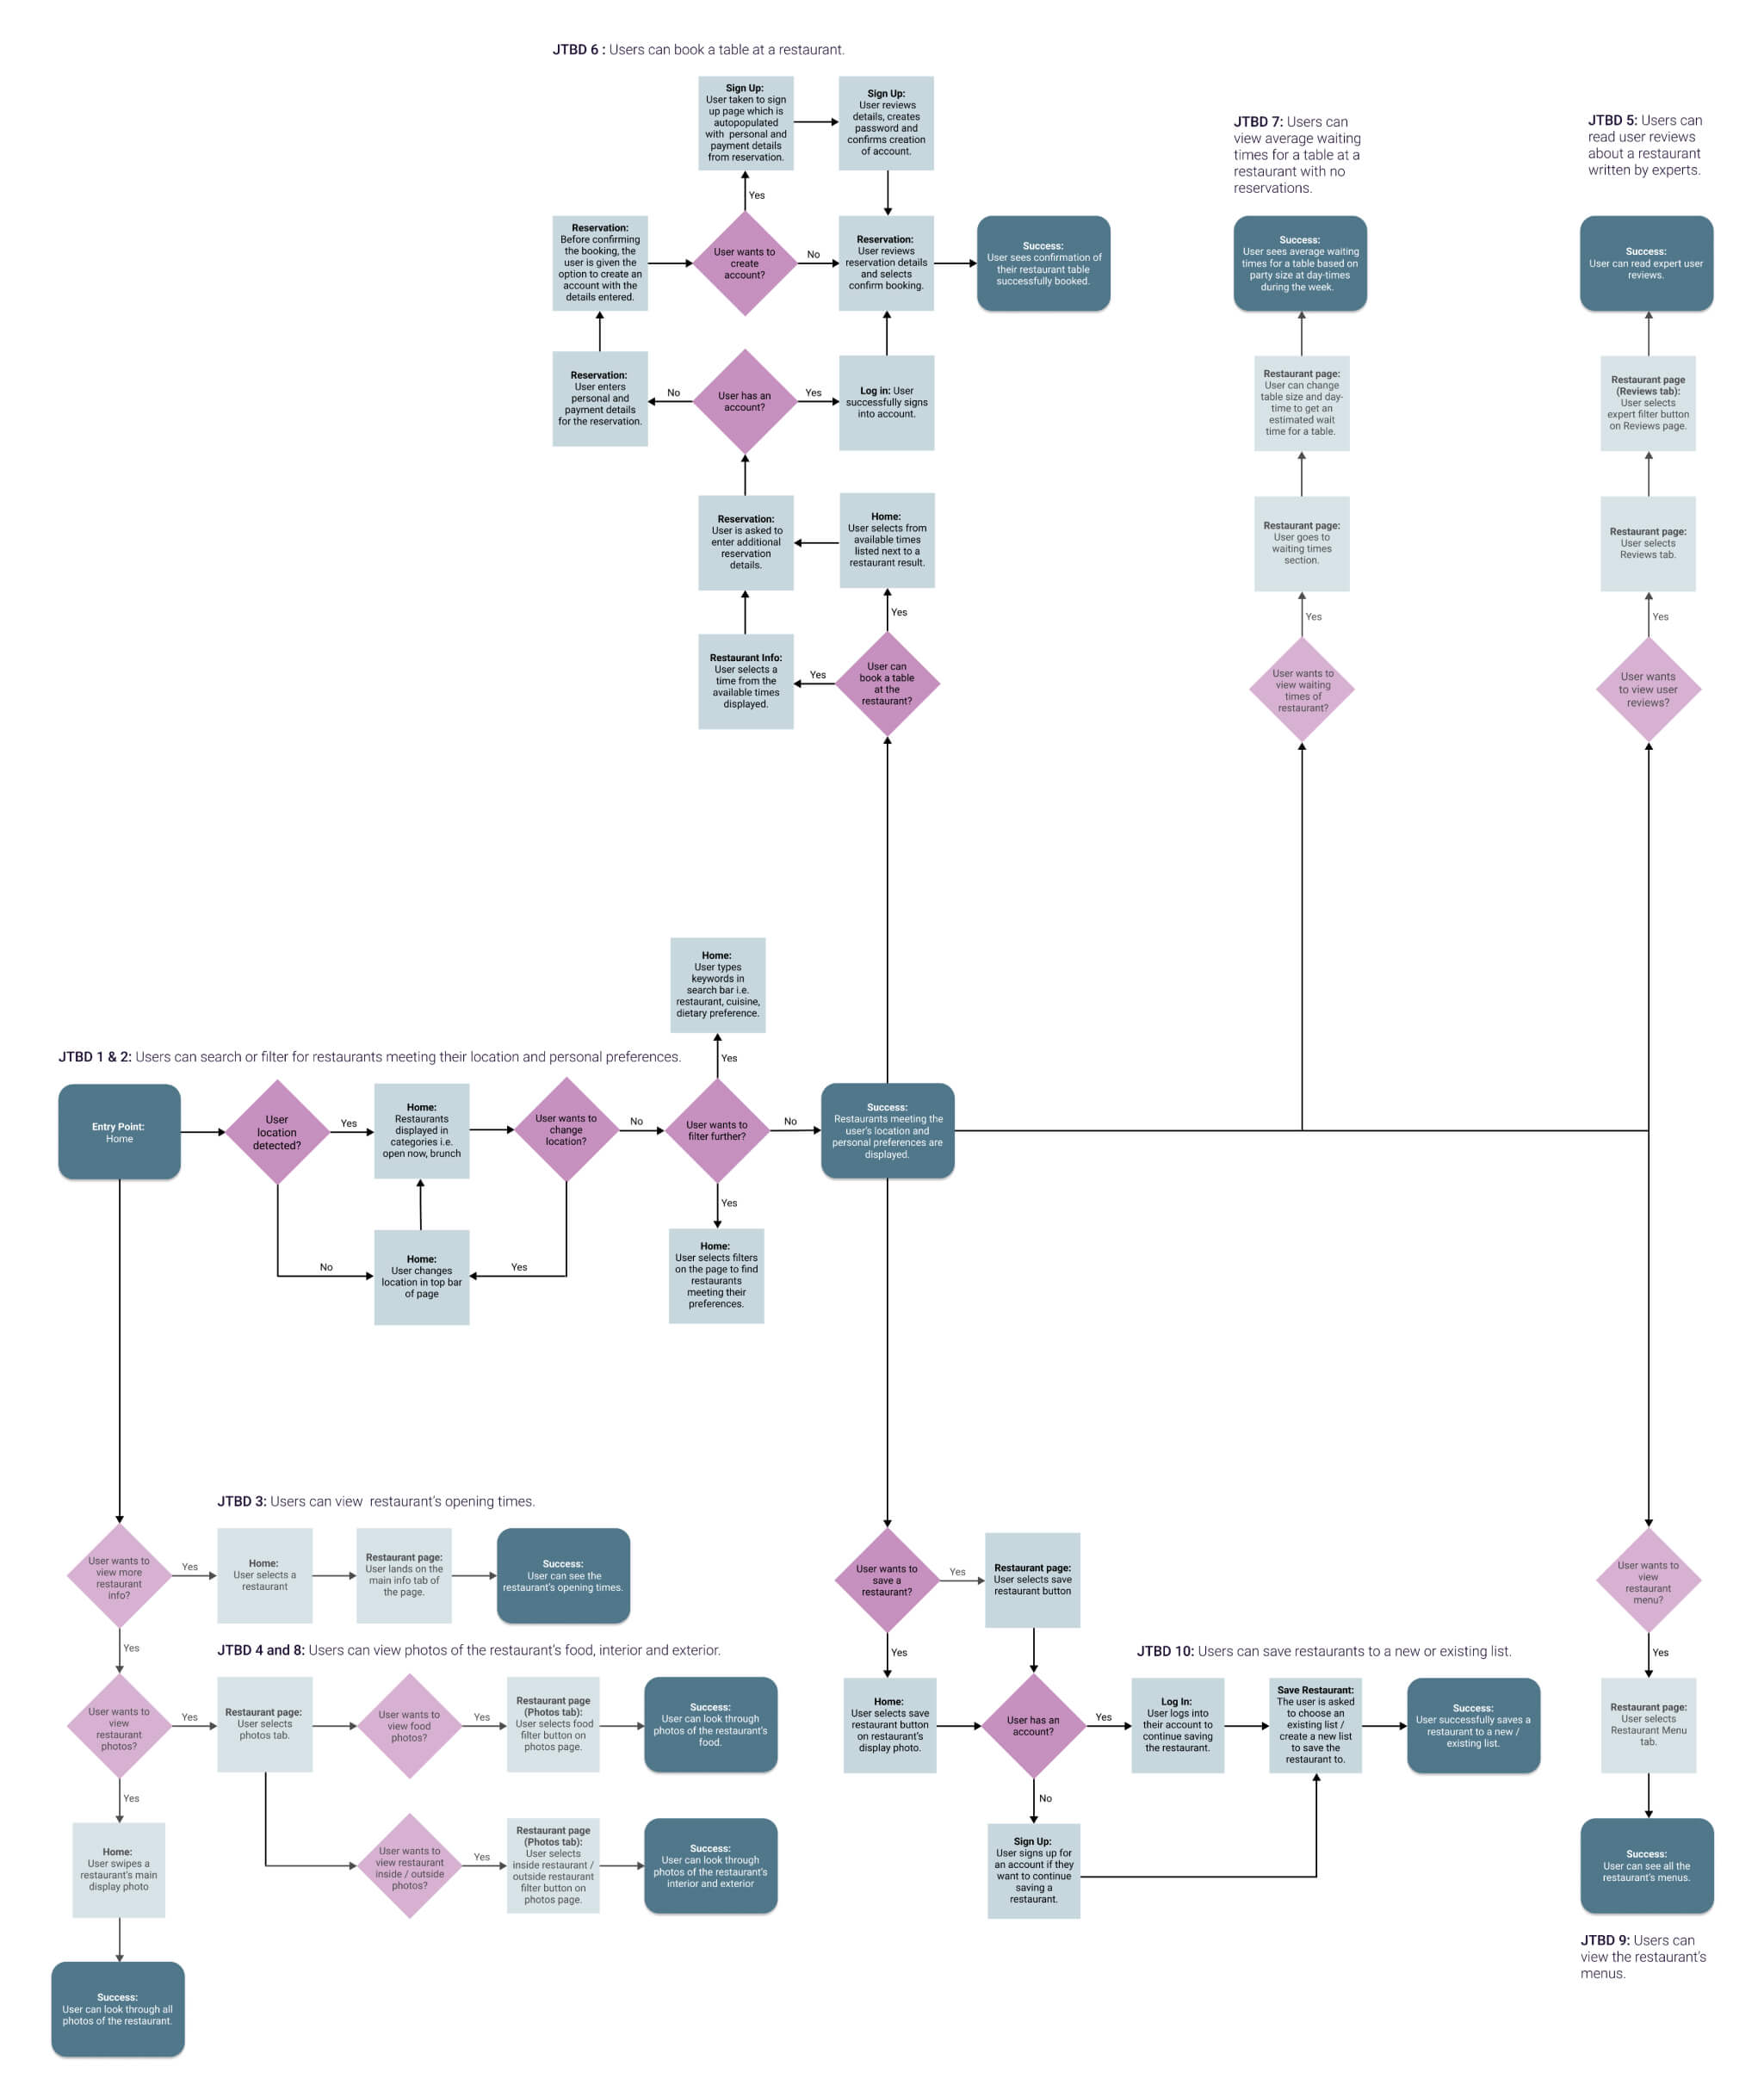 JTBD 6 : Users can book a table at a restaurant.
Sign Up:
User taken to sign
up page which is
autopopulated
with personal and
payment details
from reservation.
Sign Up:
User reviews
details, creates
password and
confirms creation
of account.
Yes
Reservation:
Before confirming
the booking, the
user is given the
option to create an
account with the
details entered.
User wants to
create
account?
No
Reservation:
User reviews
reservation details
and selects
confirm booking.
Success:
User sees confirmation of
their restaurant table
successfully booked.
Reservation:
User enters
personal and
payment details
for the reservation.
No
User has an
account?
Yes
Log in: User
successfully signs
into account.
Reservation:
User is asked to
enter additional
reservation
details.
Home:
User selects from
available times
listed next to a
restaurant result.
Yes
Restaurant Info:
User selects a
time from the
available times
displayed.
Yes
User can
book a table
at the
restaurant?
JTBD 7: Users can
view average waiting
times for a table at a
restaurant with no
reservations.
Success:
User sees average waiting
times for a table based on
party size at day-times
during the week.
Restaurant page:
User can change
table size and day-
time to get an
estimated wait
time for a table.
Restaurant page:
User goes to
waiting times
section.
Yes
User wants to
view waiting
times of
restaurant?
JTBD 5: Users can
read user reviews
about a restaurant
written by experts.
Success:
User can read expert user
reviews.
Restaurant page
(Reviews tab):
User selects
expert filter button
on Reviews page.
Restaurant page:
User selects
Reviews tab.
Yes
User wants
to view user
reviews?
Home:
User types
keywords in
search bar i.e.
restaurant, cuisine,
dietary preference.
Yes
JTBD 1 & 2: Users can search or filter for restaurants meeting their location and personal preferences.
Entry Point:
Home
User
location
detected?
Yes
Home:
Restaurants
displayed in
categories i.e.
open now, brunch
User wants to
change
location?
No
User wants to
filter further?
No
Success:
Restaurants meeting the
user's location and
personal preferences are
displayed.
Yes
No
Home:
User changes
location in top bar
of page
Yes
Home:
User selects filters
on the page to find
restaurants
meeting their
preferences.
JTBD 3: Users can view restaurant's opening times.
User wants to
view more
restaurant
info?
Yes
Home:
User selects a
restaurant
Restaurant page:
User lands on the
main info tab of
the page.
Success:
User can see the
restaurant's opening times.
Yes
JTBD 4 and 8: Users can view photos of the restaurant's food, interior and exterior.
User wants to
view
restaurant
photos?
Yes
Restaurant page:
User selects
photos tab.
User wants to
view food
photos?
Yes
Restaurant page
(Photos tab):
User selects food
filter button on
photos page.
Success:
User can look through
photos of the restaurant's
food.
Yes
Home:
User swipes a
restaurant's main
display photo
User wants to
view restaurant
inside / outside
photos?
Yes
Restaurant page
(Photos tab):
User selects
inside restaurant /
outside restaurant
filter button on
photos page.
Success:
User can look through
photos of the restaurant's
interior and exterior
Success:
User can look through all
photos of the restaurant.
User wants to
save a
restaurant?
Yes
Restaurant page:
User selects save
restaurant button
Yes
JTBD 10: Users can save restaurants to a new or existing list.
Home:
User selects save
restaurant button
on restaurant's
display photo.
User has an
account?
Yes
Log In:
User logs into
their account to
continue saving
the restaurant.
Save Restaurant:
The user is asked
to choose an
existing list /
create a new list
to save the
restaurant to.
Success:
User successfully saves a
restaurant to a new /
existing list.
No
Sign Up:
User signs up for
an account if they
want to continue
saving a
restaurant.
User wants to
view
restaurant
menu?
Yes
Restaurant page:
User selects
Restaurant Menu
tab.
Success:
User can see all the
restaurant's menus.
JTBD 9: Users can
view the restaurant's
menus.